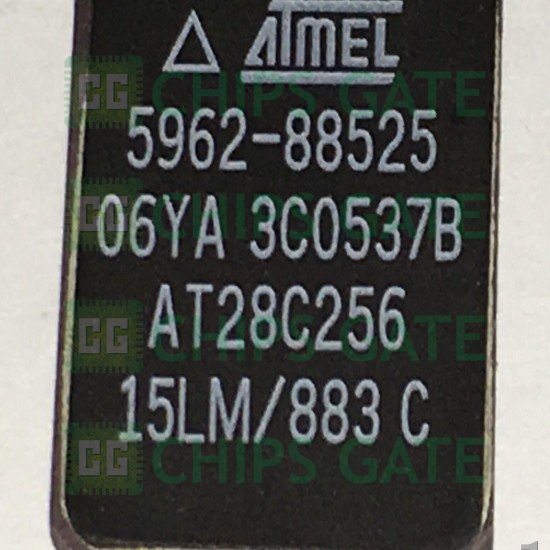 △ ATMEL
5962-88525
06YA 3C0537B
AT28C256
15LM/883 C
CG CHIPS GATE
CG CHIPS GATE
CG CHIPS GATE
CG CHIPS GATE